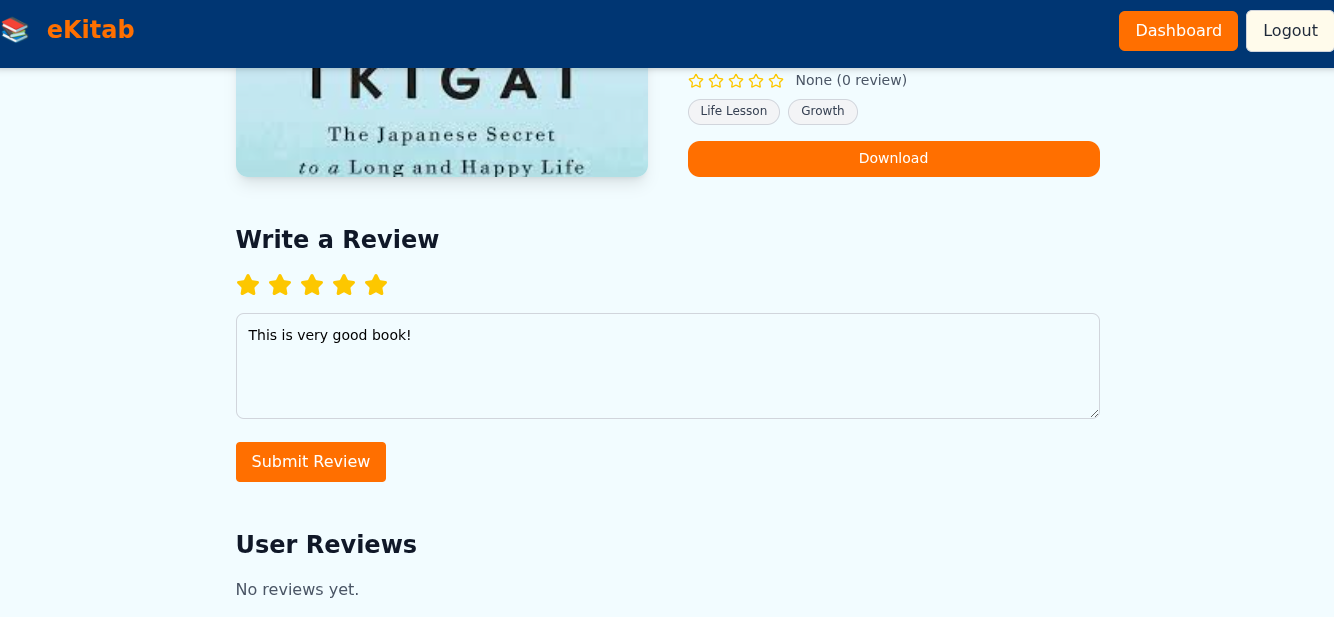 📚 eKitab
Dashboard
Logout
IKIGAI
The Japanese Secret
to a Long and Happy Life
None (0 review)
Life Lesson
Growth
Download
Write a Review
This is very good book!
Submit Review
User Reviews
No reviews yet.